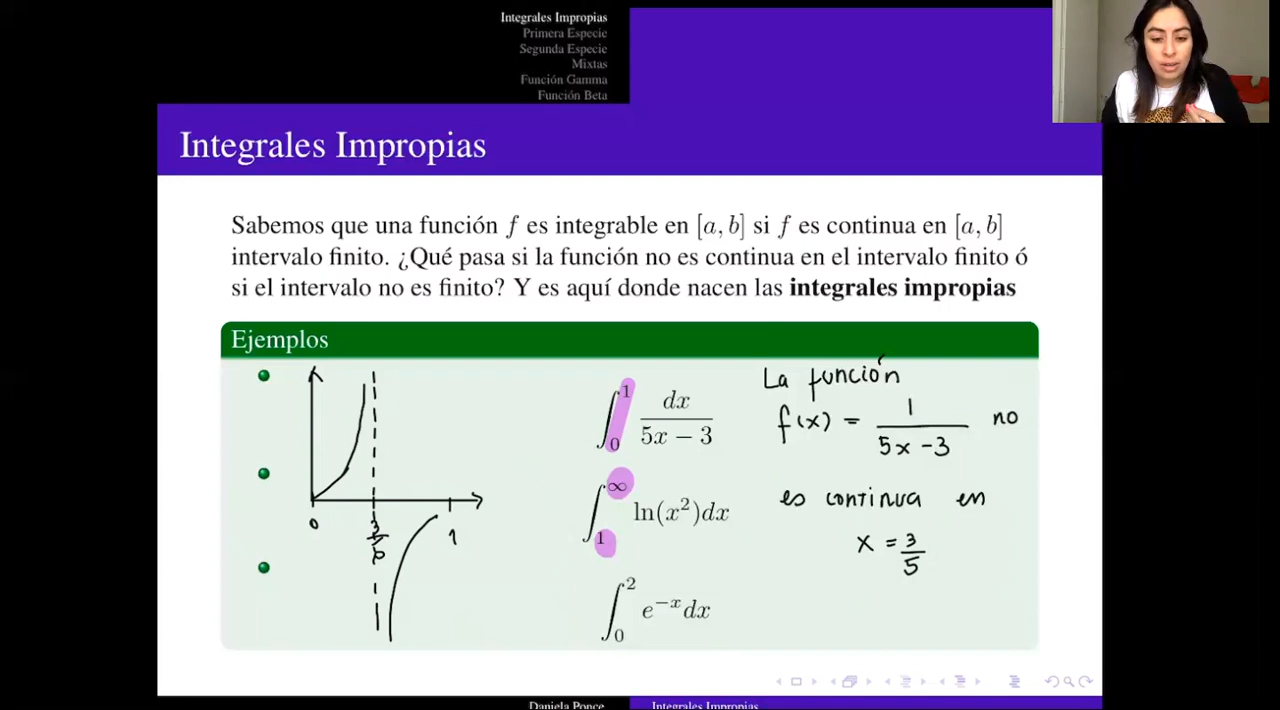 Integrales Impropias
Primera Especie
Segunda Especie
Mixtas
Función Gamma
Función Beta
Integrales Impropias
Sabemos que una función f es integrable en [a, b] si f es continua en [a, b]
intervalo finito. ¿Qué pasa si la función no es continua en el intervalo finito ó
si el intervalo no es finito? Y es aquí donde nacen las integrales impropias
Ejemplos
0
3/5
1
∫₀¹ dx/(5x − 3)
∫₁^∞ ln(x²)dx
∫₀² e⁻ˣdx
La función
f(x) = 1/(5x -3) no
es continua en
x = 3/5
Daniela Ponce
Integrales Impropias